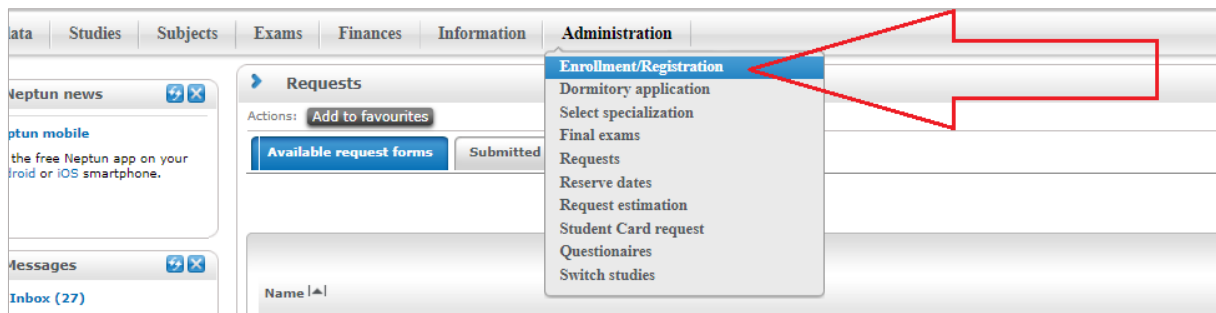 ata Studies Subjects Exams Finances Information Administration
Neptun news
ptun mobile
the free Neptun app on your
droid or iOS smartphone.
Messages
Inbox (27)
Requests
Actions: Add to favourites
Available request forms Submitted
Name
Enrollment/Registration
Dormitory application
Select specialization
Final exams
Requests
Reserve dates
Request estimation
Student Card request
Questionaires
Switch studies